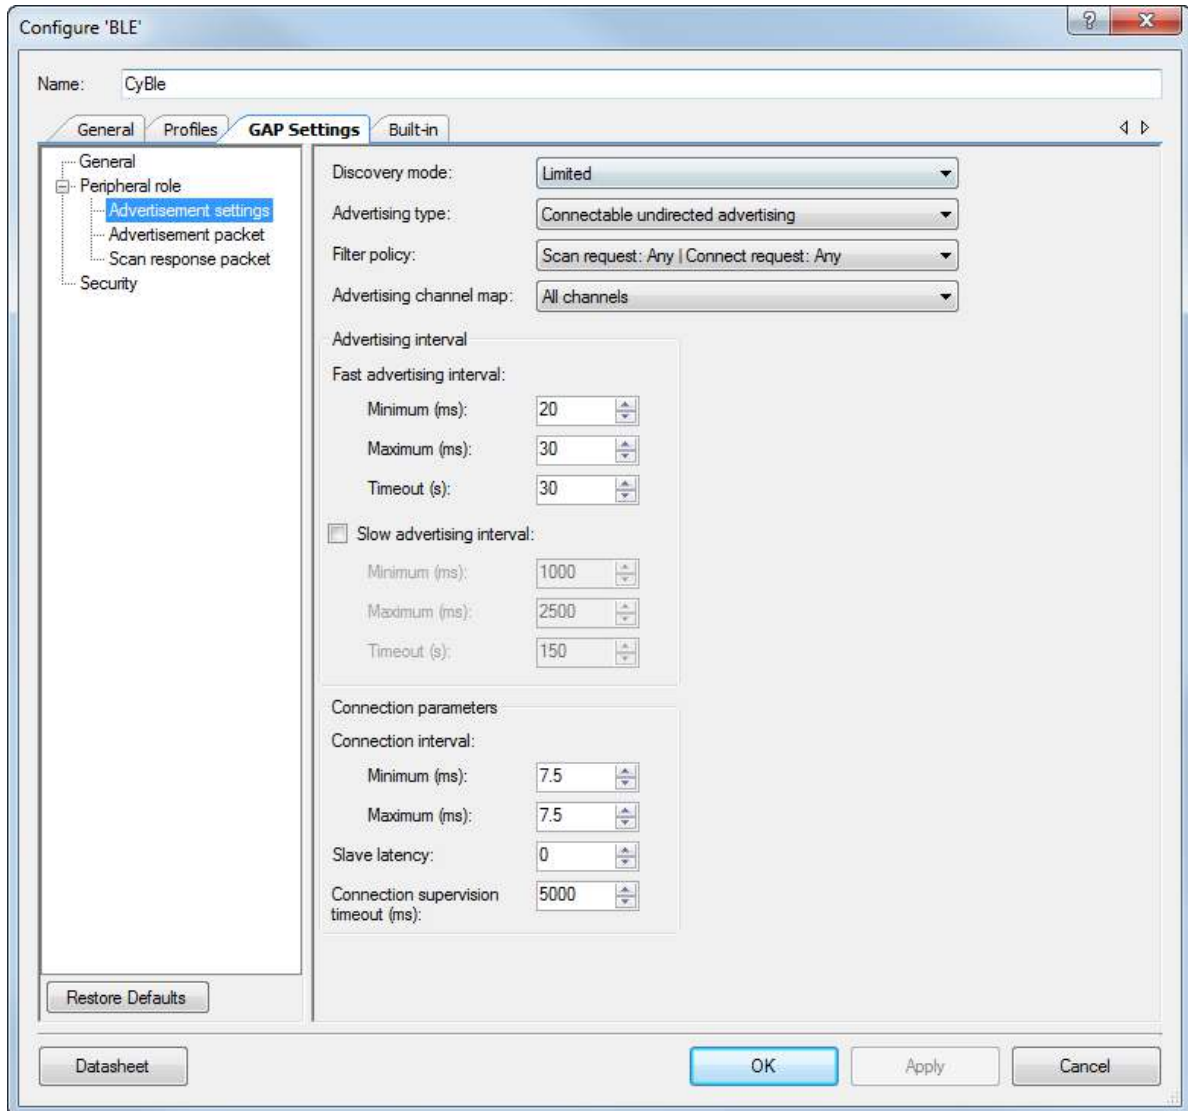 Configure 'BLE'
Name: CyBle
General Profiles GAP Settings Built-in
General
Peripheral role
Advertisement settings
Advertisement packet
Scan response packet
Security
Discovery mode: Limited
Advertising type: Connectable undirected advertising
Filter policy: Scan request: Any | Connect request: Any
Advertising channel map: All channels
Advertising interval
Fast advertising interval:
Minimum (ms): 20
Maximum (ms): 30
Timeout (s): 30
Slow advertising interval:
Minimum (ms): 1000
Maximum (ms): 2500
Timeout (s): 150
Connection parameters
Connection interval:
Minimum (ms): 7.5
Maximum (ms): 7.5
Slave latency: 0
Connection supervision
timeout (ms): 5000
Restore Defaults
Datasheet OK Apply Cancel